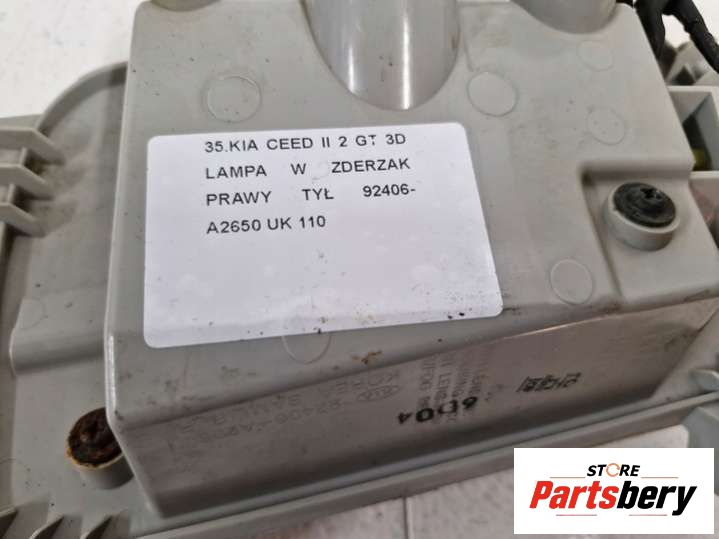 35.KIA CEED II 2 GT 3D
LAMPA W ZDERZAK
PRAWY TYŁ 92406-
A2650 UK 110
6D04
STORE
Partsbery